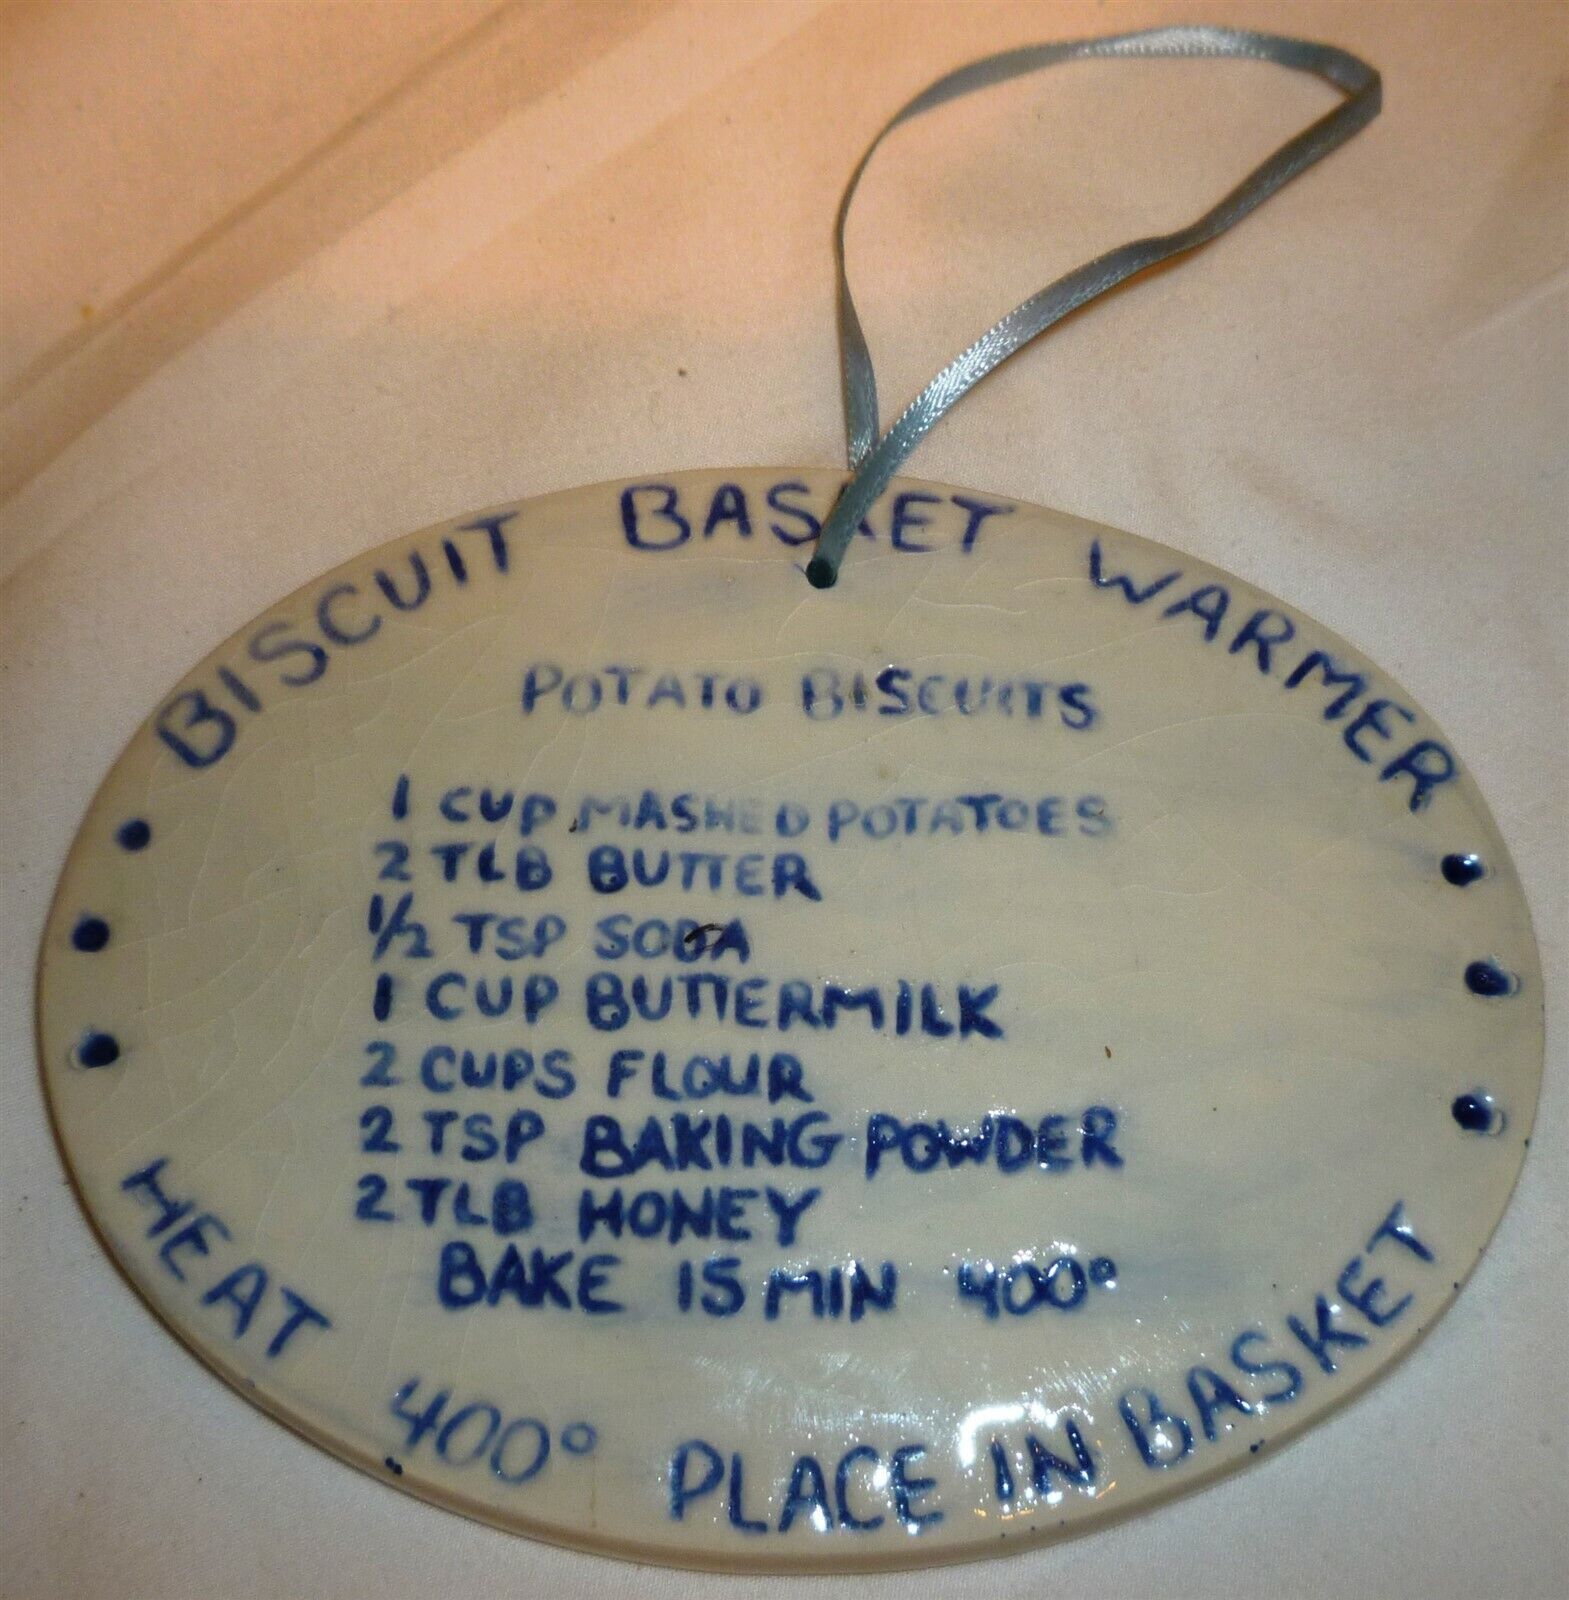 BISCUIT BASKET WARMER
POTATO BISCUITS
1 CUP MASHED POTATOES
2 TLB BUTTER
1/2 TSP SODA
1 CUP BUTTERMILK
2 CUPS FLOUR
2 TSP BAKING POWDER
2 TLB HONEY
BAKE 15 MIN 400°
HEAT 400° PLACE IN BASKET